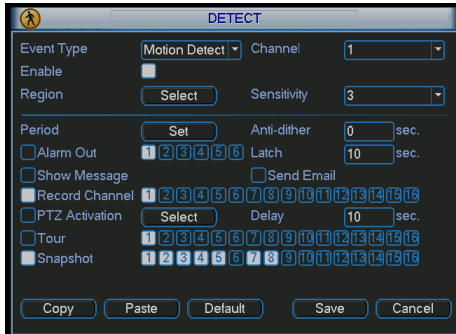 DETECT
Event Type Motion Detect Channel 1
Enable
Region Select Sensitivity 3
Period Set Anti-dither 0 sec.
Alarm Out 1 2 3 4 5 6 Latch 10 sec.
Show Message Send Email
Record Channel 1 2 3 4 5 6 7 8 9 10 11 12 13 14 15 16
PTZ Activation Select Delay 10 sec.
Tour 1 2 3 4 5 6 7 8 9 10 11 12 13 14 15 16
Snapshot 1 2 3 4 5 6 7 8 9 10 11 12 13 14 15 16
Copy Paste Default Save Cancel